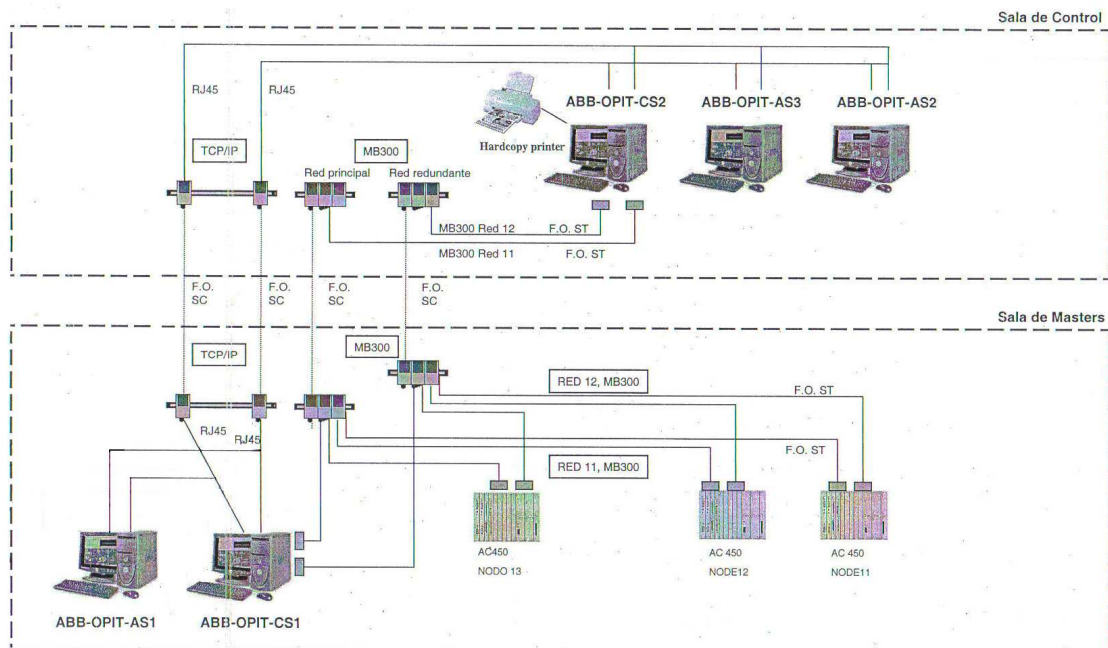 Sala de Control
RJ45
RJ45
ABB-OPIT-CS2
ABB-OPIT-AS3
ABB-OPIT-AS2
Hardcopy printer
TCP/IP
MB300
Red principal
Red redundante
MB300 Red 12
F.O. ST
MB300 Red 11
F.O. ST
F.O.
SC
F.O.
SC
F.O.
SC
F.O.
SC
Sala de Masters
TCP/IP
MB300
RED 12, MB300
F.O. ST
RJ45
RJ45
F.O. ST
RED 11, MB300
AC450
NODO 13
AC 450
NODE12
AC 450
NODE11
ABB-OPIT-AS1
ABB-OPIT-CS1